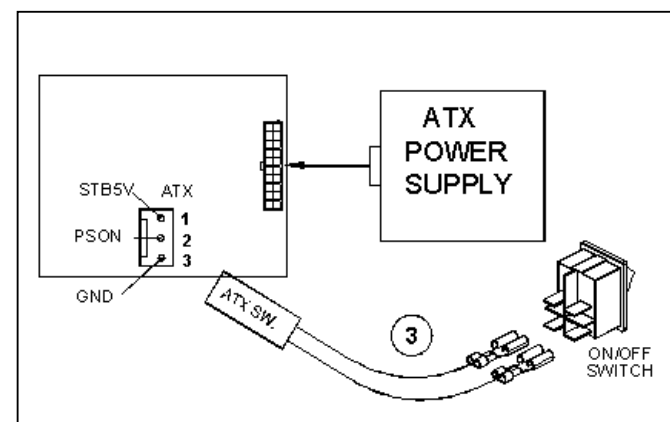 ATX
POWER
SUPPLY
STB5V ATX
1
PSON 2
3
GND
ATX SW.
3
ON/OFF
SWITCH